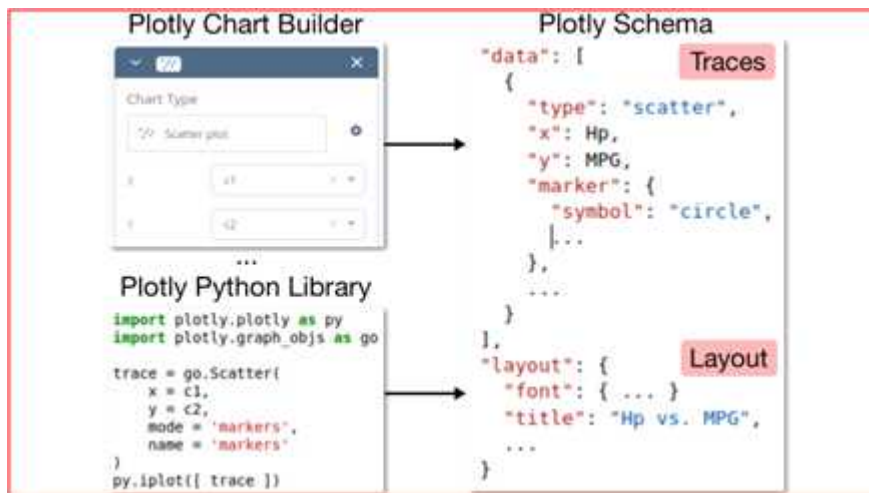 Plotly Chart Builder
Chart Type
Scatter plot
c1
c2
...
Plotly Python Library
import plotly.plotly as py
import plotly.graph_objs as go
trace = go.Scatter(
x = c1,
y = c2,
mode = 'markers',
name = 'markers'
)
py.iplot([ trace ])
Plotly Schema
"data": [
Traces
{
"type": "scatter",
"x": Hp,
"y": MPG,
"marker": {
"symbol": "circle",
...
},
...
}
],
"layout": {
Layout
"font": { ... }
"title": "Hp vs. MPG",
...
}